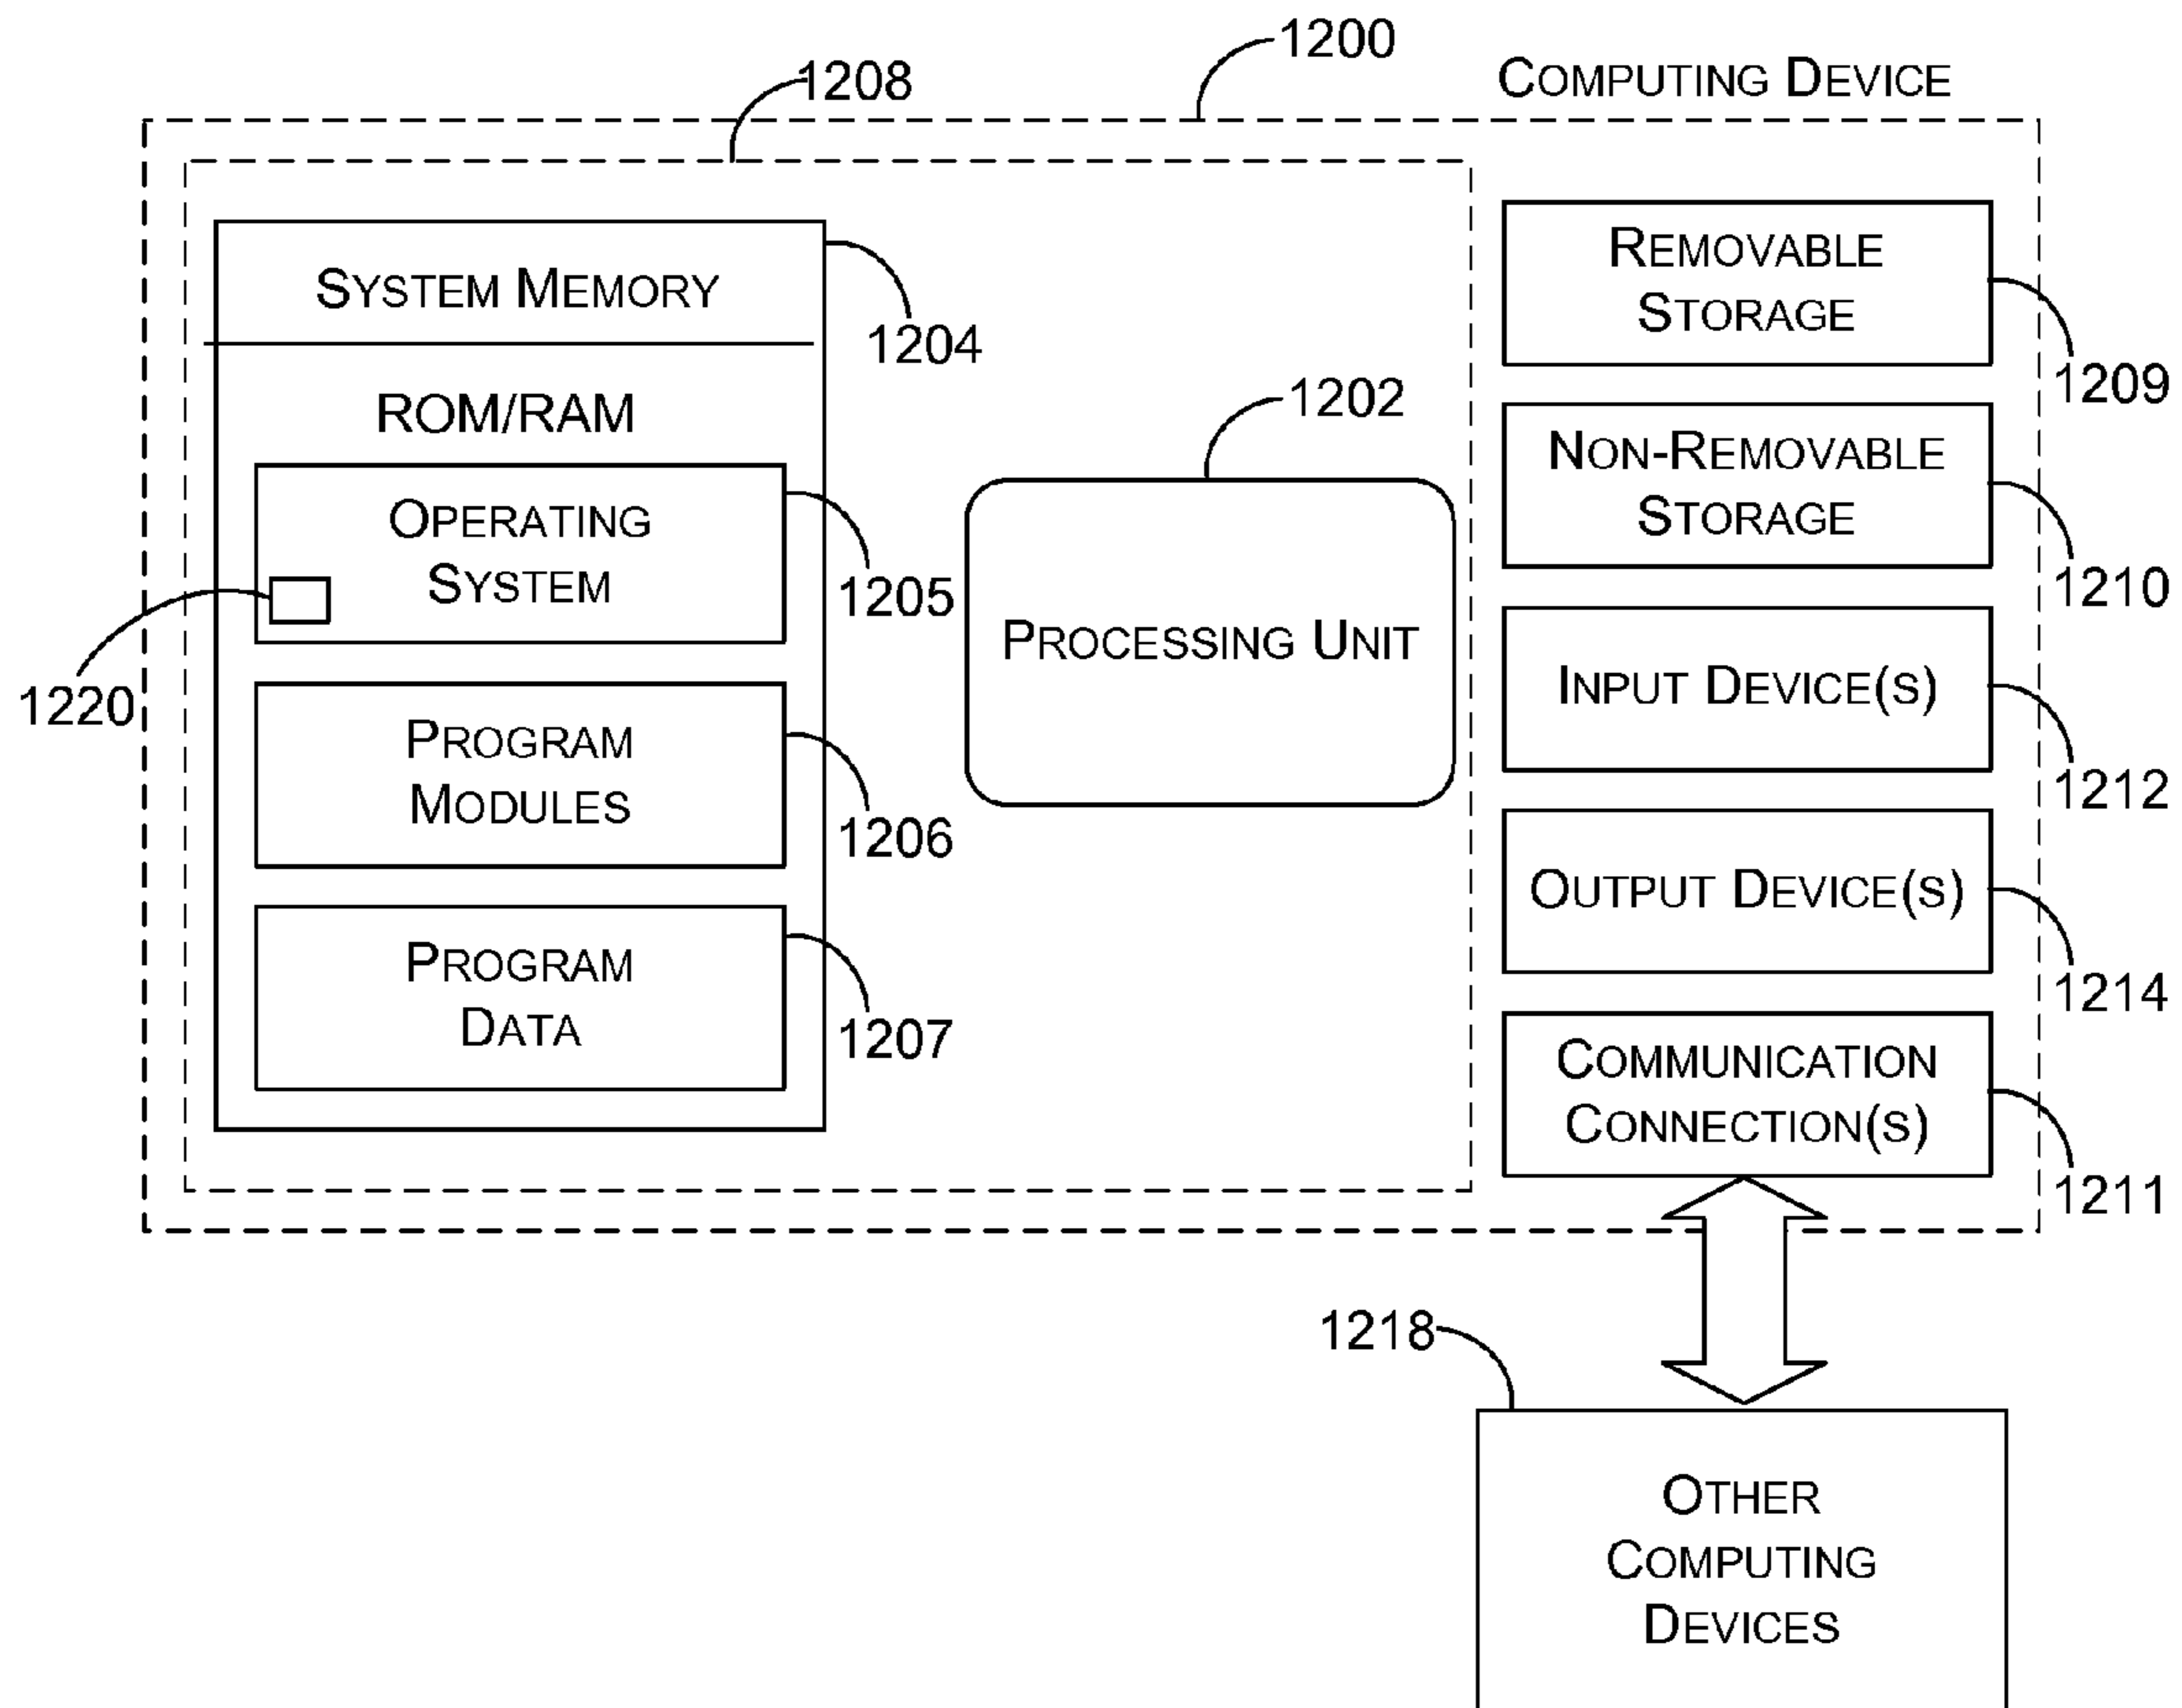 1200
COMPUTING DEVICE
1208
SYSTEM MEMORY
1204
ROM/RAM
OPERATING
SYSTEM
1205
1220
PROGRAM
MODULES
1206
PROGRAM
DATA
1207
1202
PROCESSING UNIT
REMOVABLE
STORAGE
1209
NON-REMOVABLE
STORAGE
1210
INPUT DEVICE(S)
1212
OUTPUT DEVICE(S)
1214
COMMUNICATION
CONNECTION(S)
1211
1218
OTHER
COMPUTING
DEVICES